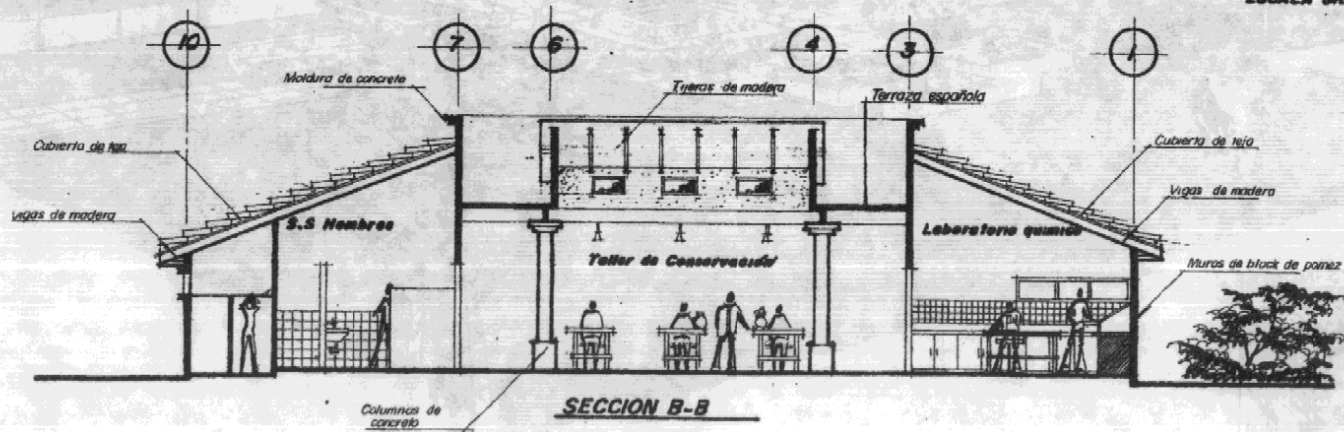 ESCALA
10
7
6
4
3
1
Moldura de concreto
Tijeras de madera
Terraza española
Cubierta de teja
Cubierta de teja
vigas de madera
Vigas de madera
S.S Hombres
Taller de Conservación
Laboratorio quimico
Muros de block de pomez
Columnas de
concreto
SECCION B-B